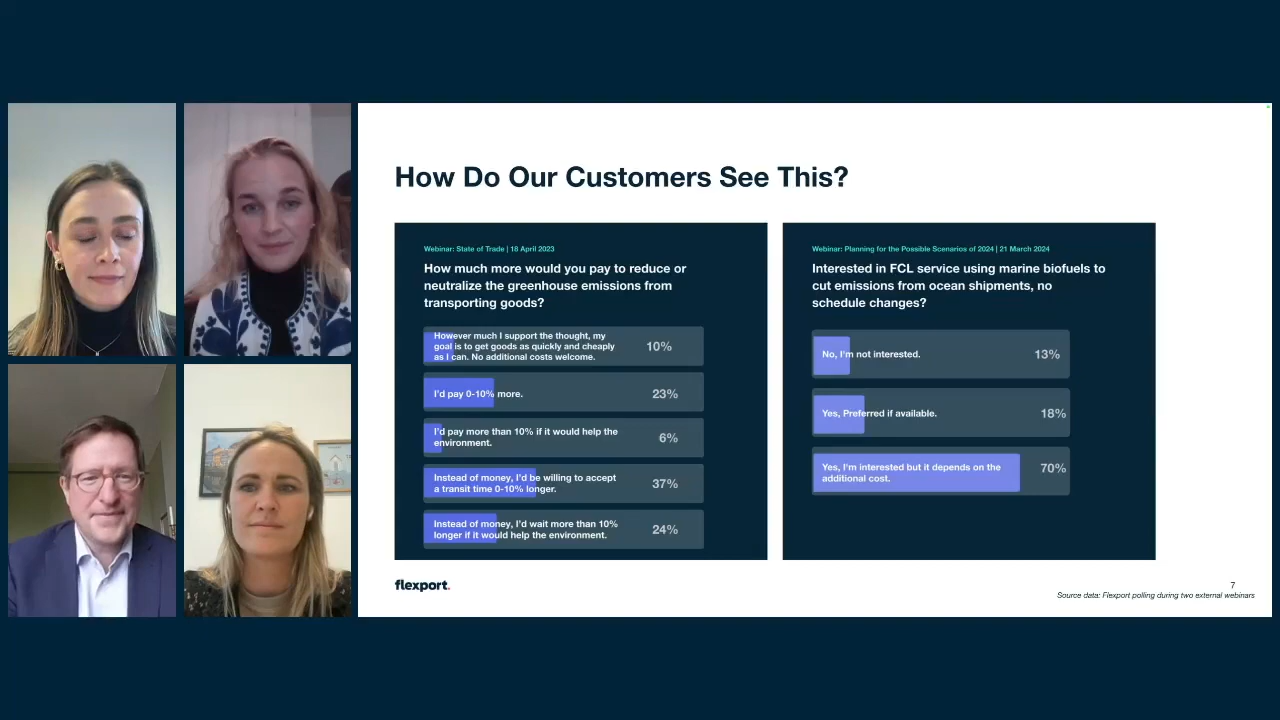 How Do Our Customers See This?
Webinar: State of Trade | 18 April 2023
How much more would you pay to reduce or
neutralize the greenhouse emissions from
transporting goods?
However much I support the thought, my
goal is to get goods as quickly and cheaply
as I can. No additional costs welcome.
10%
I'd pay 0-10% more.
23%
I'd pay more than 10% if it would help the
environment.
6%
Instead of money, I'd be willing to accept
a transit time 0-10% longer.
37%
Instead of money, I'd wait more than 10%
longer if it would help the environment.
24%
Webinar: Planning for the Possible Scenarios of 2024 | 21 March 2024
Interested in FCL service using marine biofuels to
cut emissions from ocean shipments, no
schedule changes?
No, I'm not interested.
13%
Yes, Preferred if available.
18%
Yes, I'm interested but it depends on the
additional cost.
70%
flexport.
7
Source data: Flexport polling during two external webinars